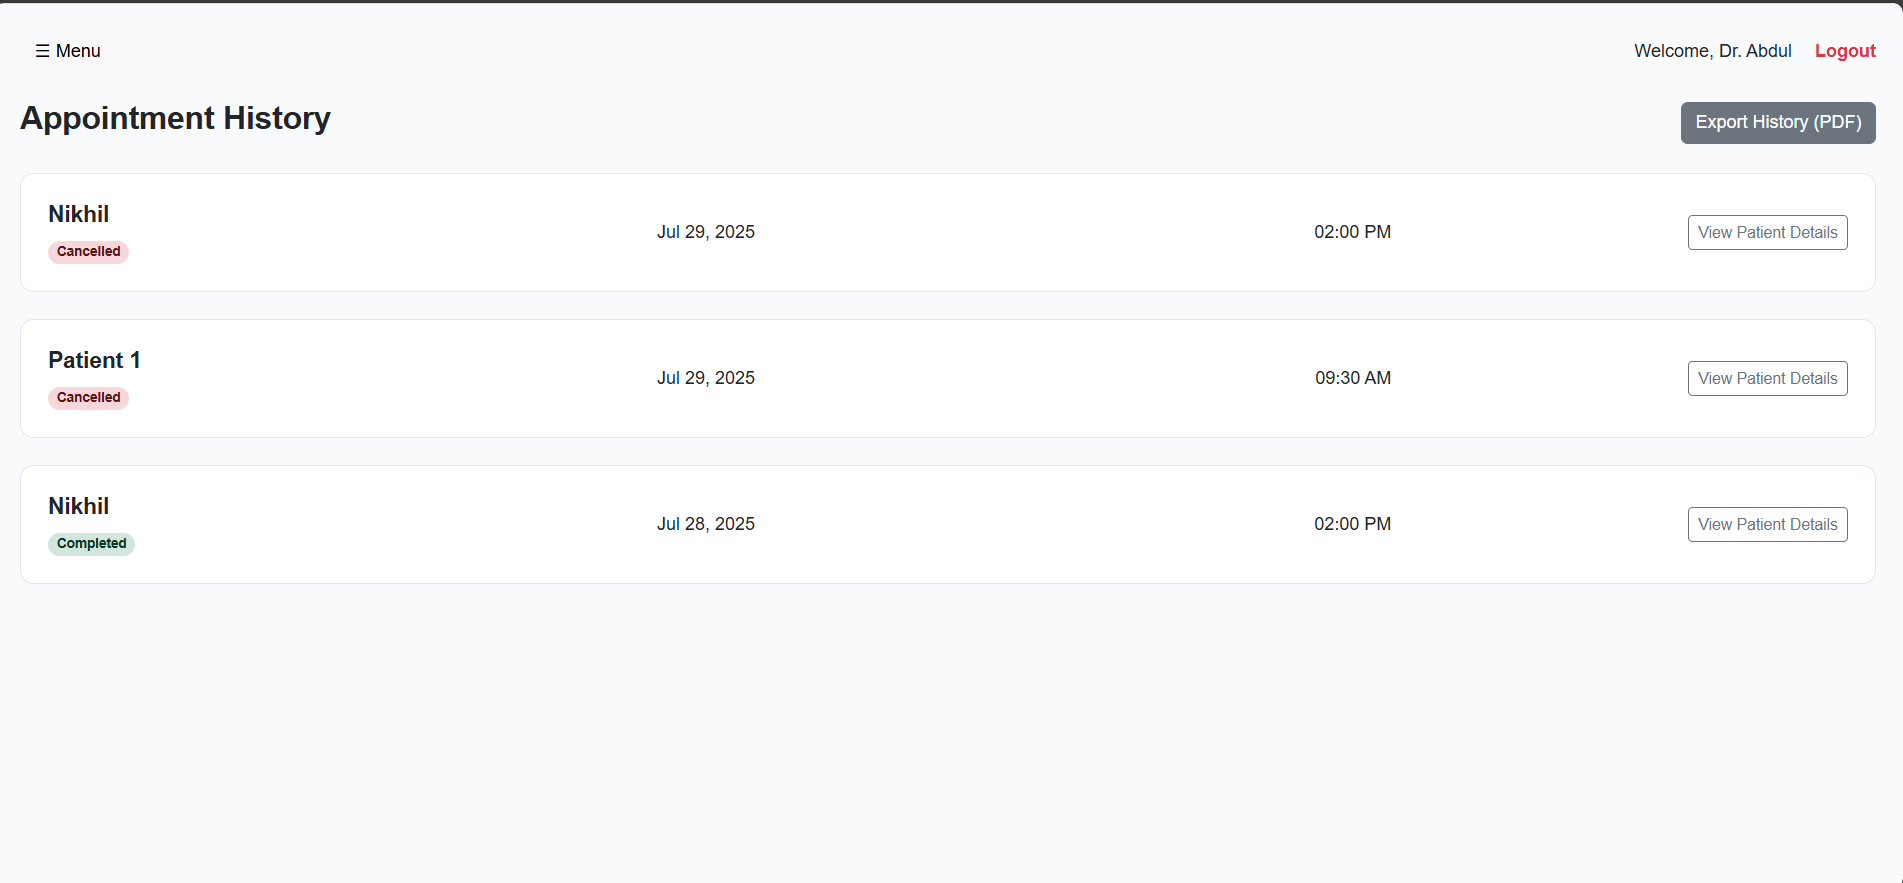 ☰ Menu
Welcome, Dr. Abdul Logout
Appointment History
Export History (PDF)
Nikhil
Cancelled
Jul 29, 2025
02:00 PM
View Patient Details
Patient 1
Cancelled
Jul 29, 2025
09:30 AM
View Patient Details
Nikhil
Completed
Jul 28, 2025
02:00 PM
View Patient Details